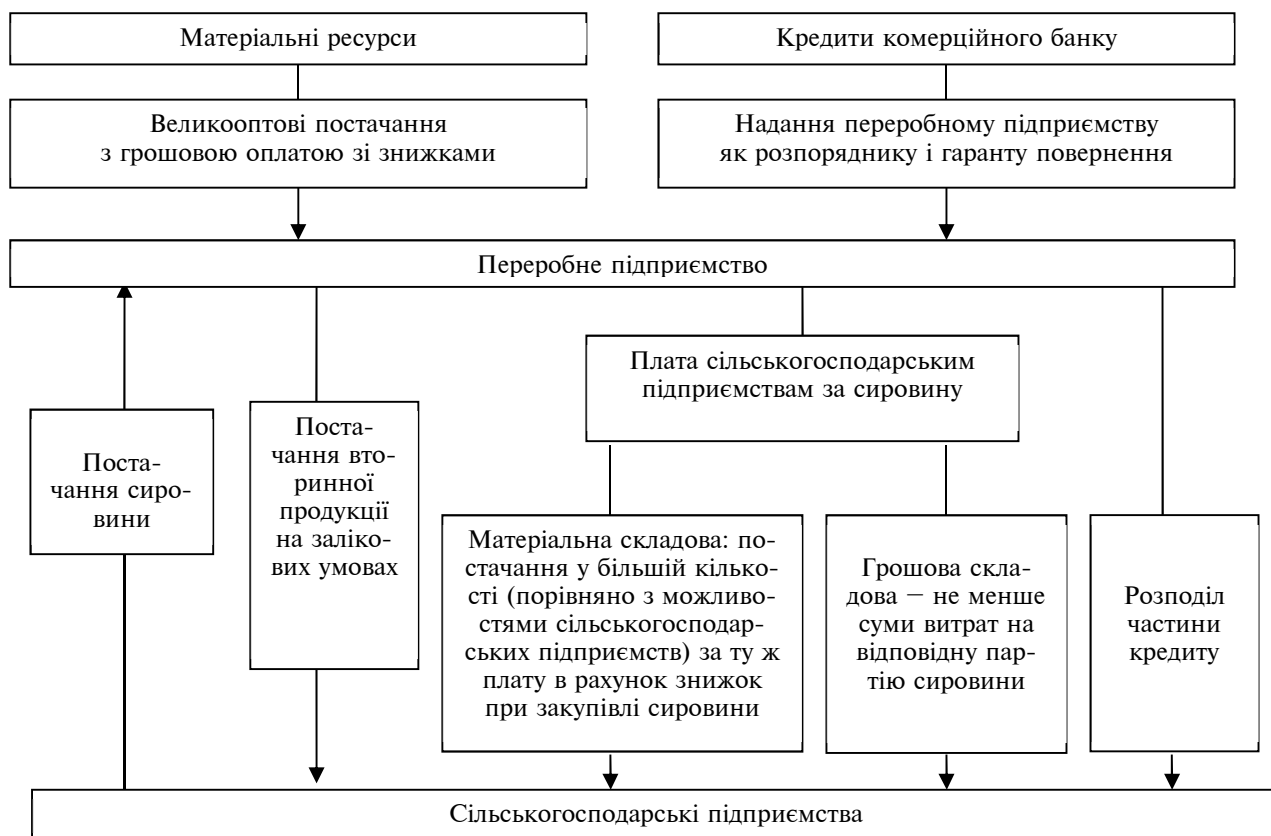 Матеріальні ресурси
Кредити комерційного банку
Великооптові постачання
з грошовою оплатою зі знижками
Надання переробному підприємству
як розпоряднику і гаранту повернення
Переробне підприємство
Плата сільськогосподарським
підприємствам за сировину
Поста-
чання сиро-
вини
Поста-
чання вто-
ринної
продукції
на заліко-
вих умовах
Матеріальна складова: по-
стачання у більшій кілько-
сті (порівняно з можливо-
стями сільськогосподар-
ських підприємств) за ту ж
плату в рахунок знижок
при закупівлі сировини
Грошова скла-
дова – не менше
суми витрат на
відповідну пар-
тію сировини
Розподіл
частини
кредиту
Сільськогосподарські підприємства